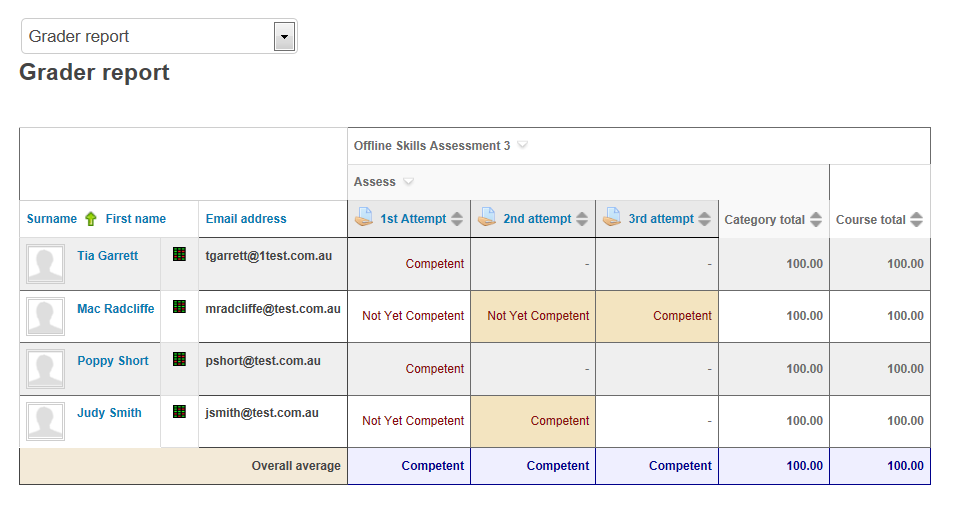 Grader report
Grader report
Offline Skills Assessment 3
Assess
Surname First name Email address 1st Attempt 2nd attempt 3rd attempt Category total Course total
Tia Garrett tgarrett@1test.com.au Competent - - 100.00 100.00
Mac Radcliffe mradcliffe@test.com.au Not Yet Competent Not Yet Competent Competent 100.00 100.00
Poppy Short pshort@test.com.au Competent - - 100.00 100.00
Judy Smith jsmith@test.com.au Not Yet Competent Competent - 100.00 100.00
Overall average Competent Competent Competent 100.00 100.00